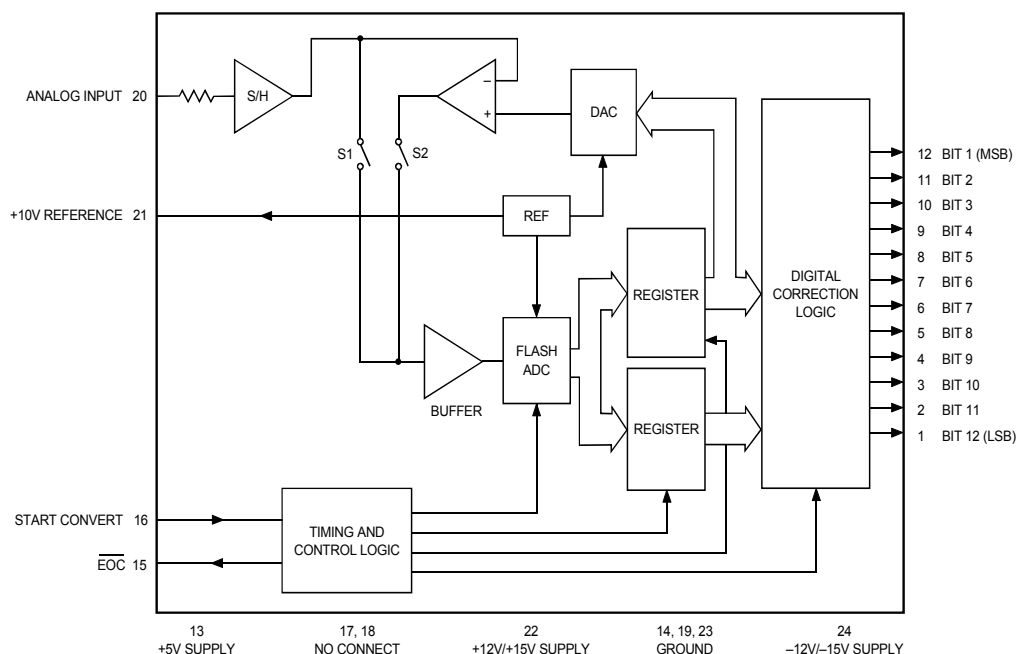 ANALOG INPUT 20
S/H
−
+
DAC
S1
S2
+10V REFERENCE 21
REF
FLASH
ADC
BUFFER
REGISTER
REGISTER
DIGITAL
CORRECTION
LOGIC
12 BIT 1 (MSB)
11 BIT 2
10 BIT 3
9 BIT 4
8 BIT 5
7 BIT 6
6 BIT 7
5 BIT 8
4 BIT 9
3 BIT 10
2 BIT 11
1 BIT 12 (LSB)
START CONVERT 16
EOC 15
TIMING AND
CONTROL LOGIC
13
+5V SUPPLY
17, 18
NO CONNECT
22
+12V/+15V SUPPLY
14, 19, 23
GROUND
24
–12V/–15V SUPPLY